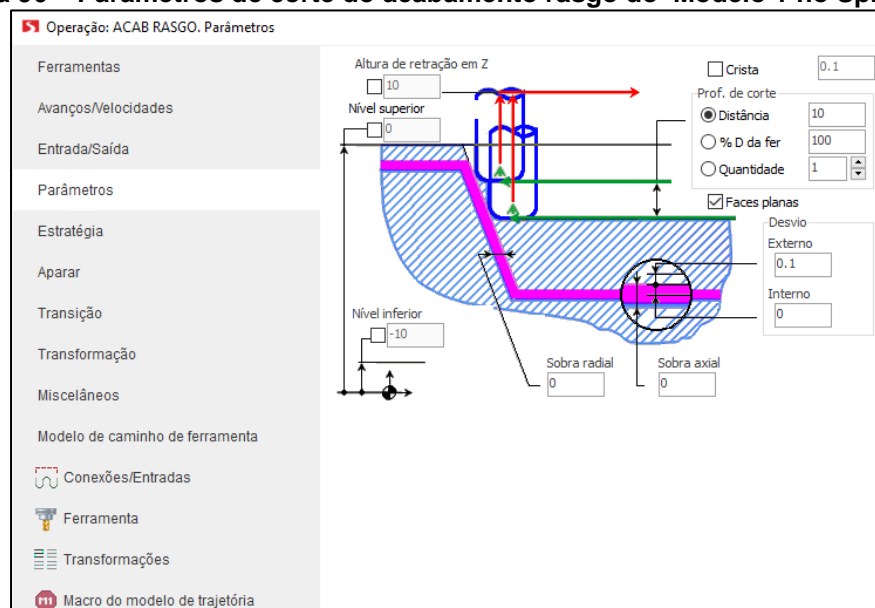 Parâmetros de corte do acabamento rasgo do Modelo 1 no
Operação: ACAB RASGO. Parâmetros
Ferramentas
Avanços/Velocidades
Entrada/Saída
Parâmetros
Estratégia
Aparar
Transição
Transformação
Miscelâneos
Modelo de caminho de ferramenta
Conexões/Entradas
Ferramenta
Transformações
M1 Macro do modelo de trajetória
Altura de retração em Z
10
Nível superior
0
Crista 0.1
Prof. de corte
Distância 10
% D da fer 100
Quantidade 1
Faces planas
Desvio
Externo
0.1
Interno
0
Nível inferior
-10
Sobra radial
0
Sobra axial
0